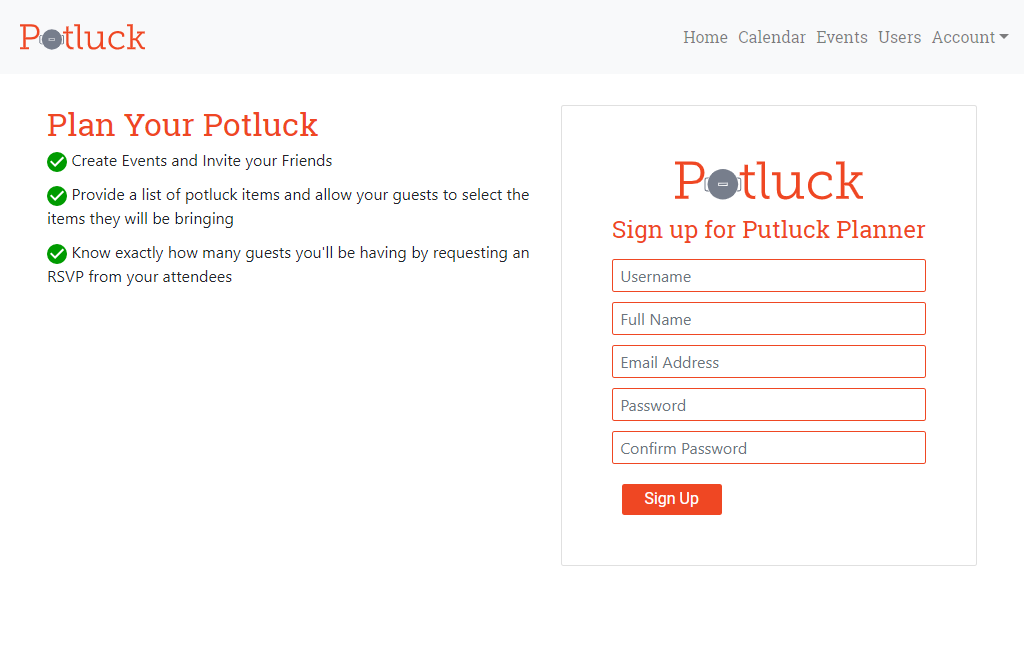 Potluck
Home Calendar Events Users Account
Plan Your Potluck
Create Events and Invite your Friends
Provide a list of potluck items and allow your guests to select the
items they will be bringing
Know exactly how many guests you'll be having by requesting an
RSVP from your attendees
Potluck
Sign up for Putluck Planner
Username
Full Name
Email Address
Password
Confirm Password
Sign Up